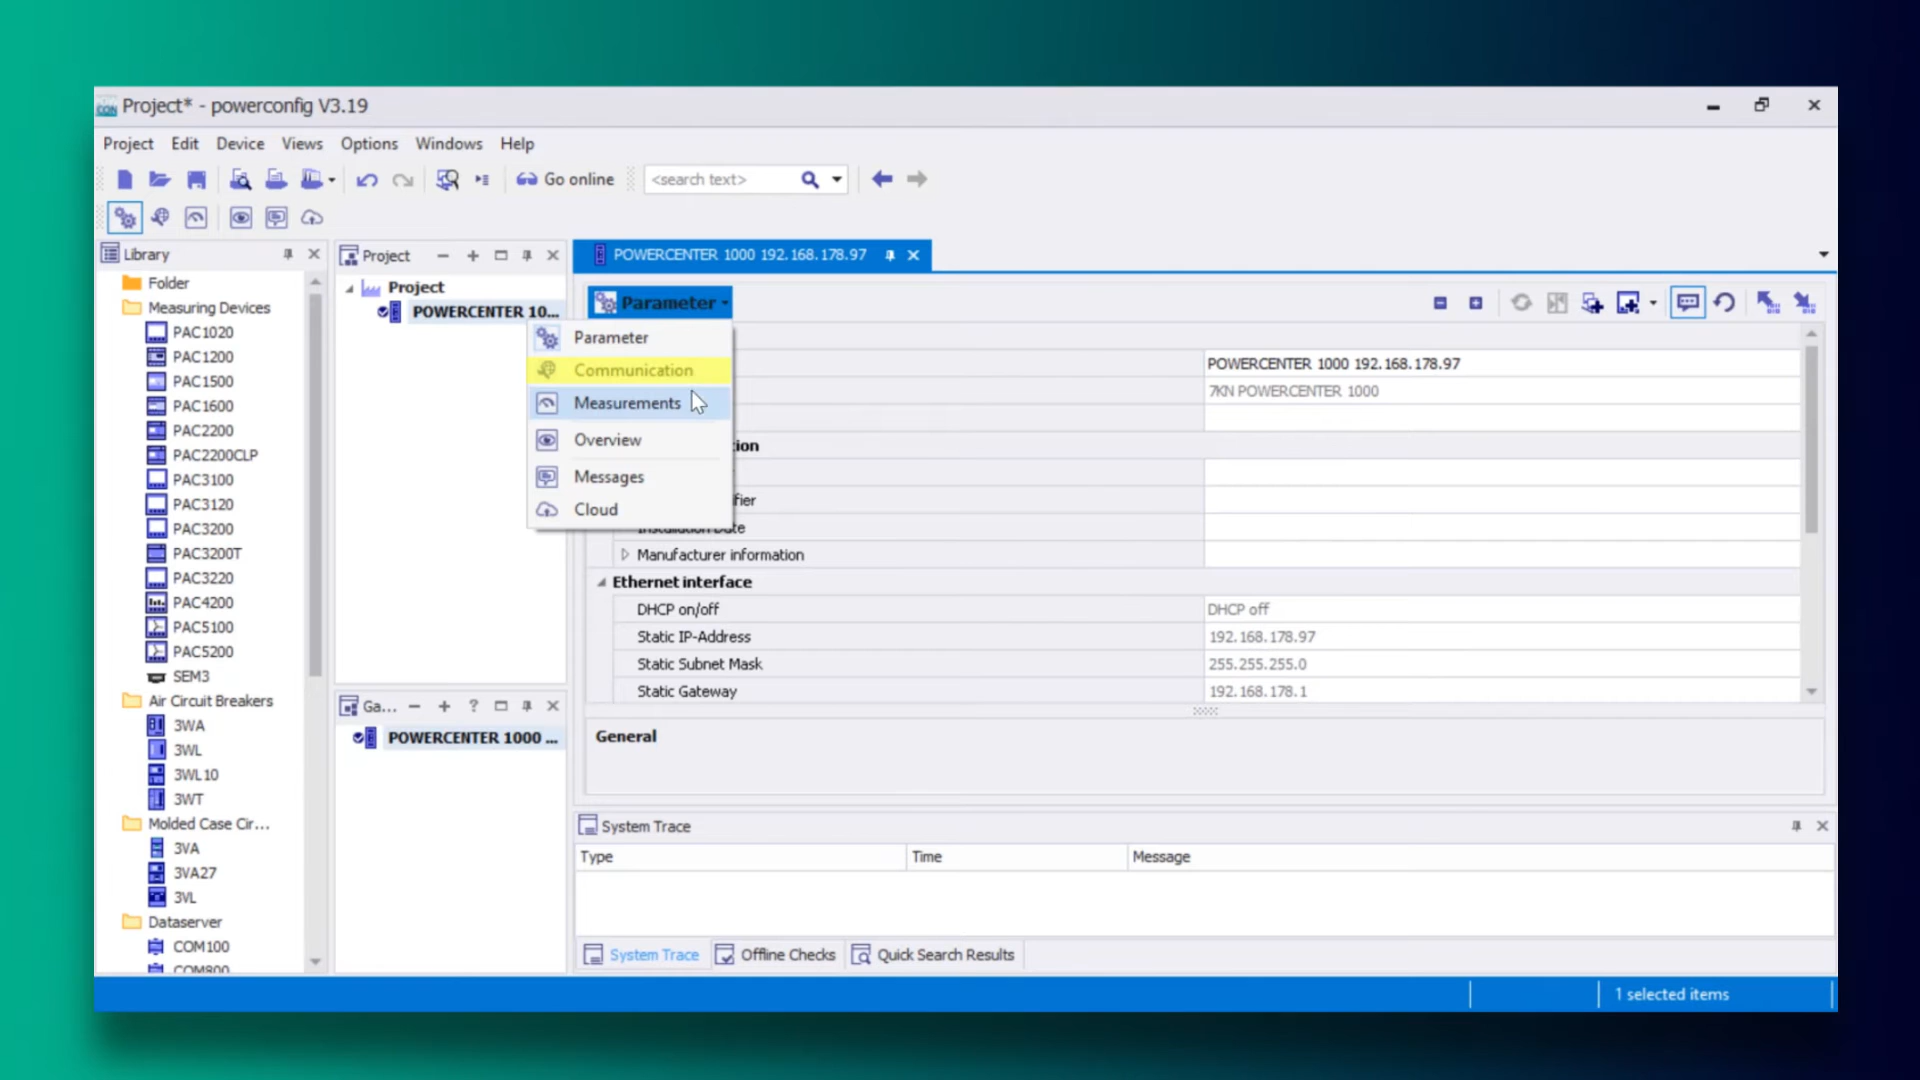 Project* - powerconfig V3.19
Project Edit Device Views Options Windows Help
Go online <search text>
Library
Folder
Measuring Devices
PAC1020
PAC1200
PAC1500
PAC1600
PAC2200
PAC2200CLP
PAC3100
PAC3120
PAC3200
PAC3200T
PAC3220
PAC4200
PAC5100
PAC5200
SEM3
Air Circuit Breakers
3WA
3WL
3WL10
3WT
Molded Case Cir...
3VA
3VA27
3VL
Dataserver
COM100
COM800
Project
Project
POWERCENTER 10...
Ga...
POWERCENTER 1000 ...
POWERCENTER 1000 192.168.178.97
Parameter
Parameter
Communication
Measurements
Overview
Messages
Cloud
POWERCENTER 1000 192.168.178.97
7KN POWERCENTER 1000
tion
fier
Installation Date
Manufacturer information
Ethernet interface
DHCP on/off DHCP off
Static IP-Address 192.168.178.97
Static Subnet Mask 255.255.255.0
Static Gateway 192.168.178.1
General
System Trace
Type Time Message
System Trace Offline Checks Quick Search Results
1 selected items